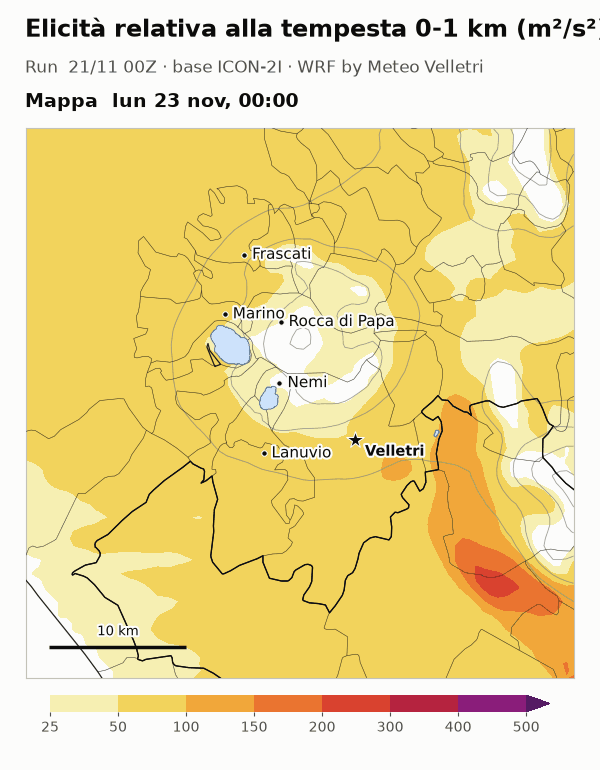 Elicità relativa alla tempesta 0-1 km (m²/s²)
Run  21/11 00Z · base ICON-2I · WRF by Meteo Velletri
Mappa  lun 23 nov, 00:00
Frascati
Marino
Rocca di Papa
Nemi
Velletri
Lanuvio
10 km
25 50 100 150 200 300 400 500